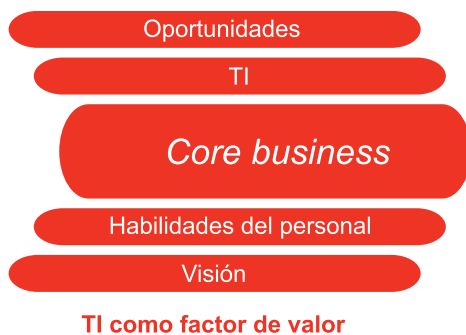 Oportunidades
TI
Core business
Habilidades del personal
Visión
TI como factor de valor